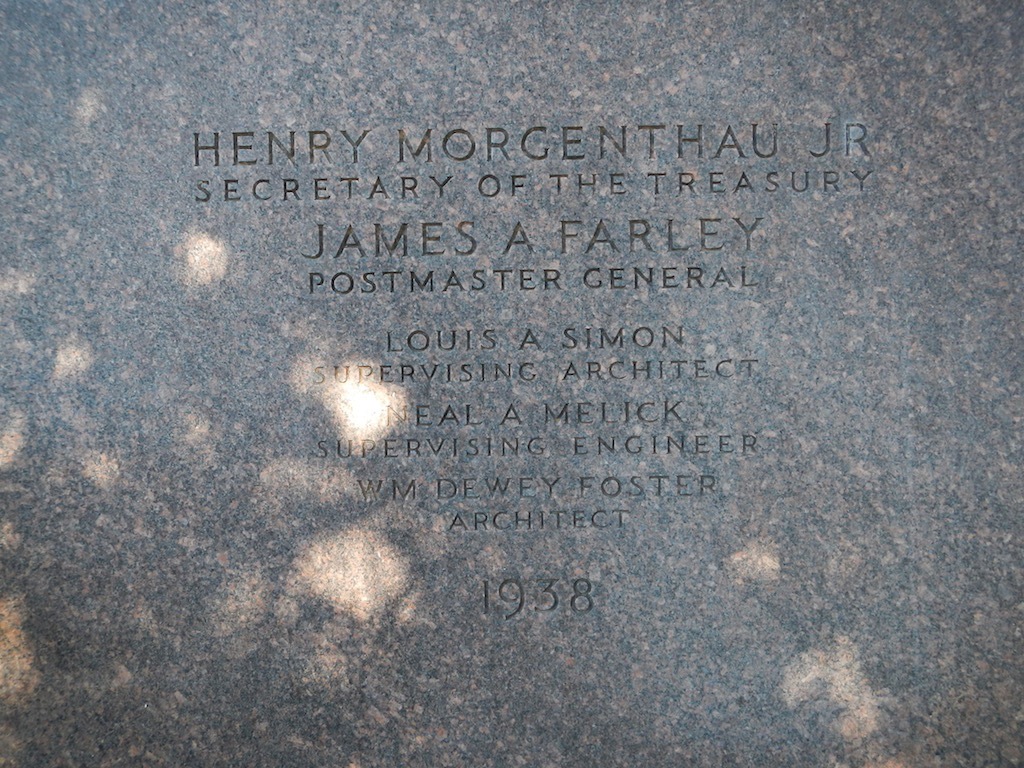 HENRY MORGENTHAU JR
SECRETARY OF THE TREASURY
JAMES A FARLEY
POSTMASTER GENERAL
LOUIS A SIMON
SUPERVISING ARCHITECT
NEAL A MELICK
SUPERVISING ENGINEER
WM DEWEY FOSTER
ARCHITECT
1938